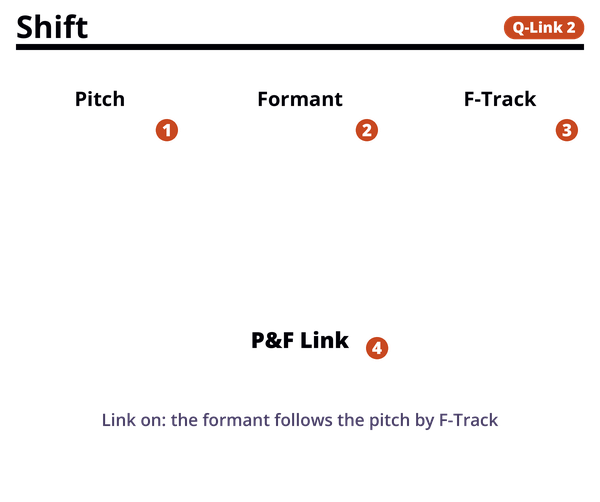 Shift
Q-Link 2
Pitch
Formant
F-Track
1
2
3
P&F Link
4
Link on: the formant follows the pitch by F-Track